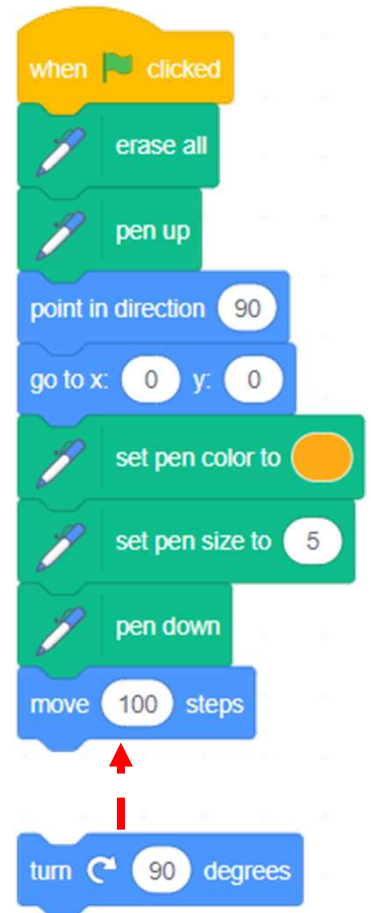 when clicked
erase all
pen up
point in direction 90
go to x: 0 y: 0
set pen color to
set pen size to 5
pen down
move 100 steps
turn 90 degrees